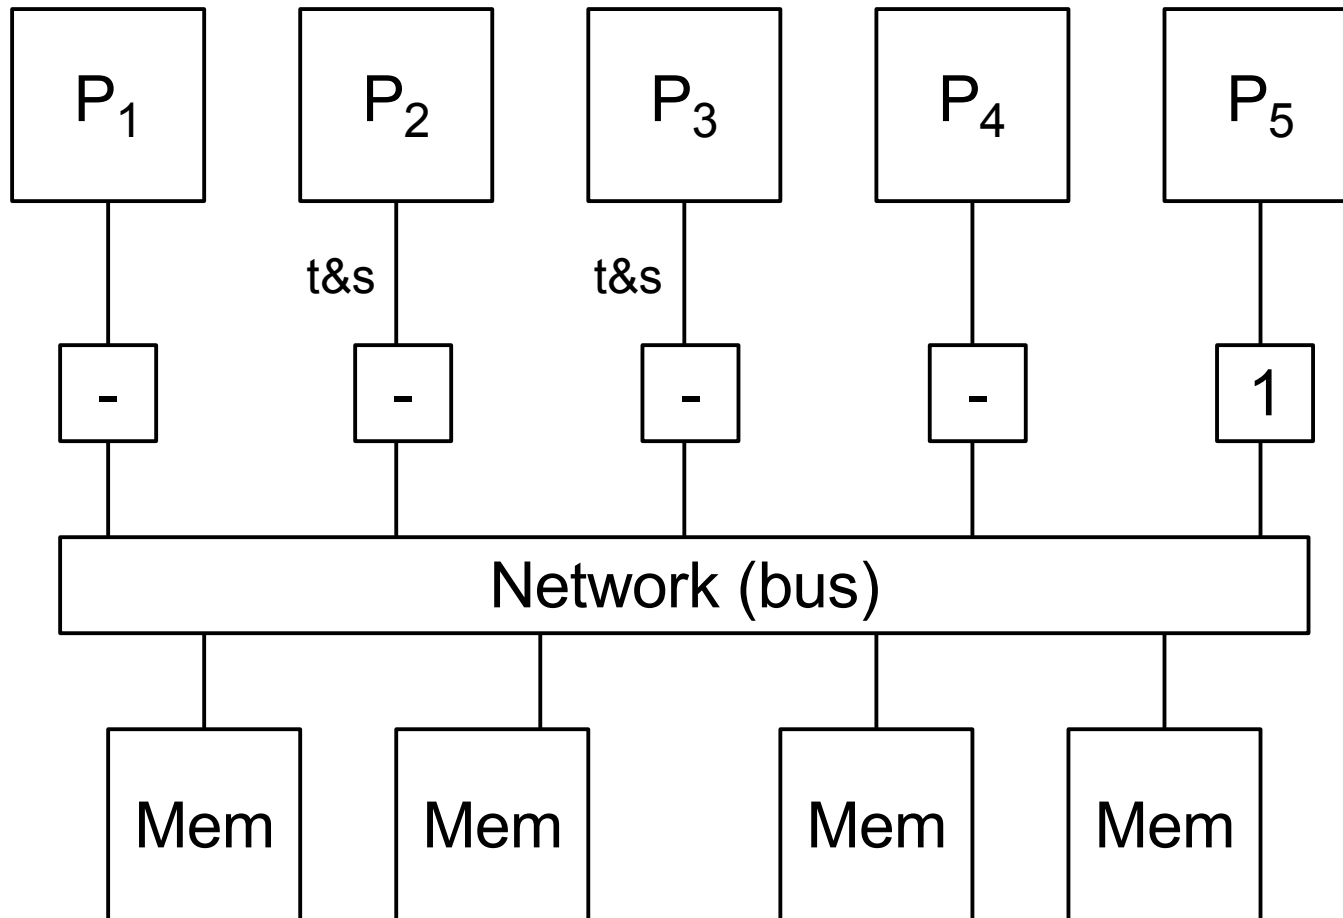 P₁ P₂ P₃ P₄ P₅
t&s t&s
- - - - 1
Network (bus)
Mem Mem Mem Mem